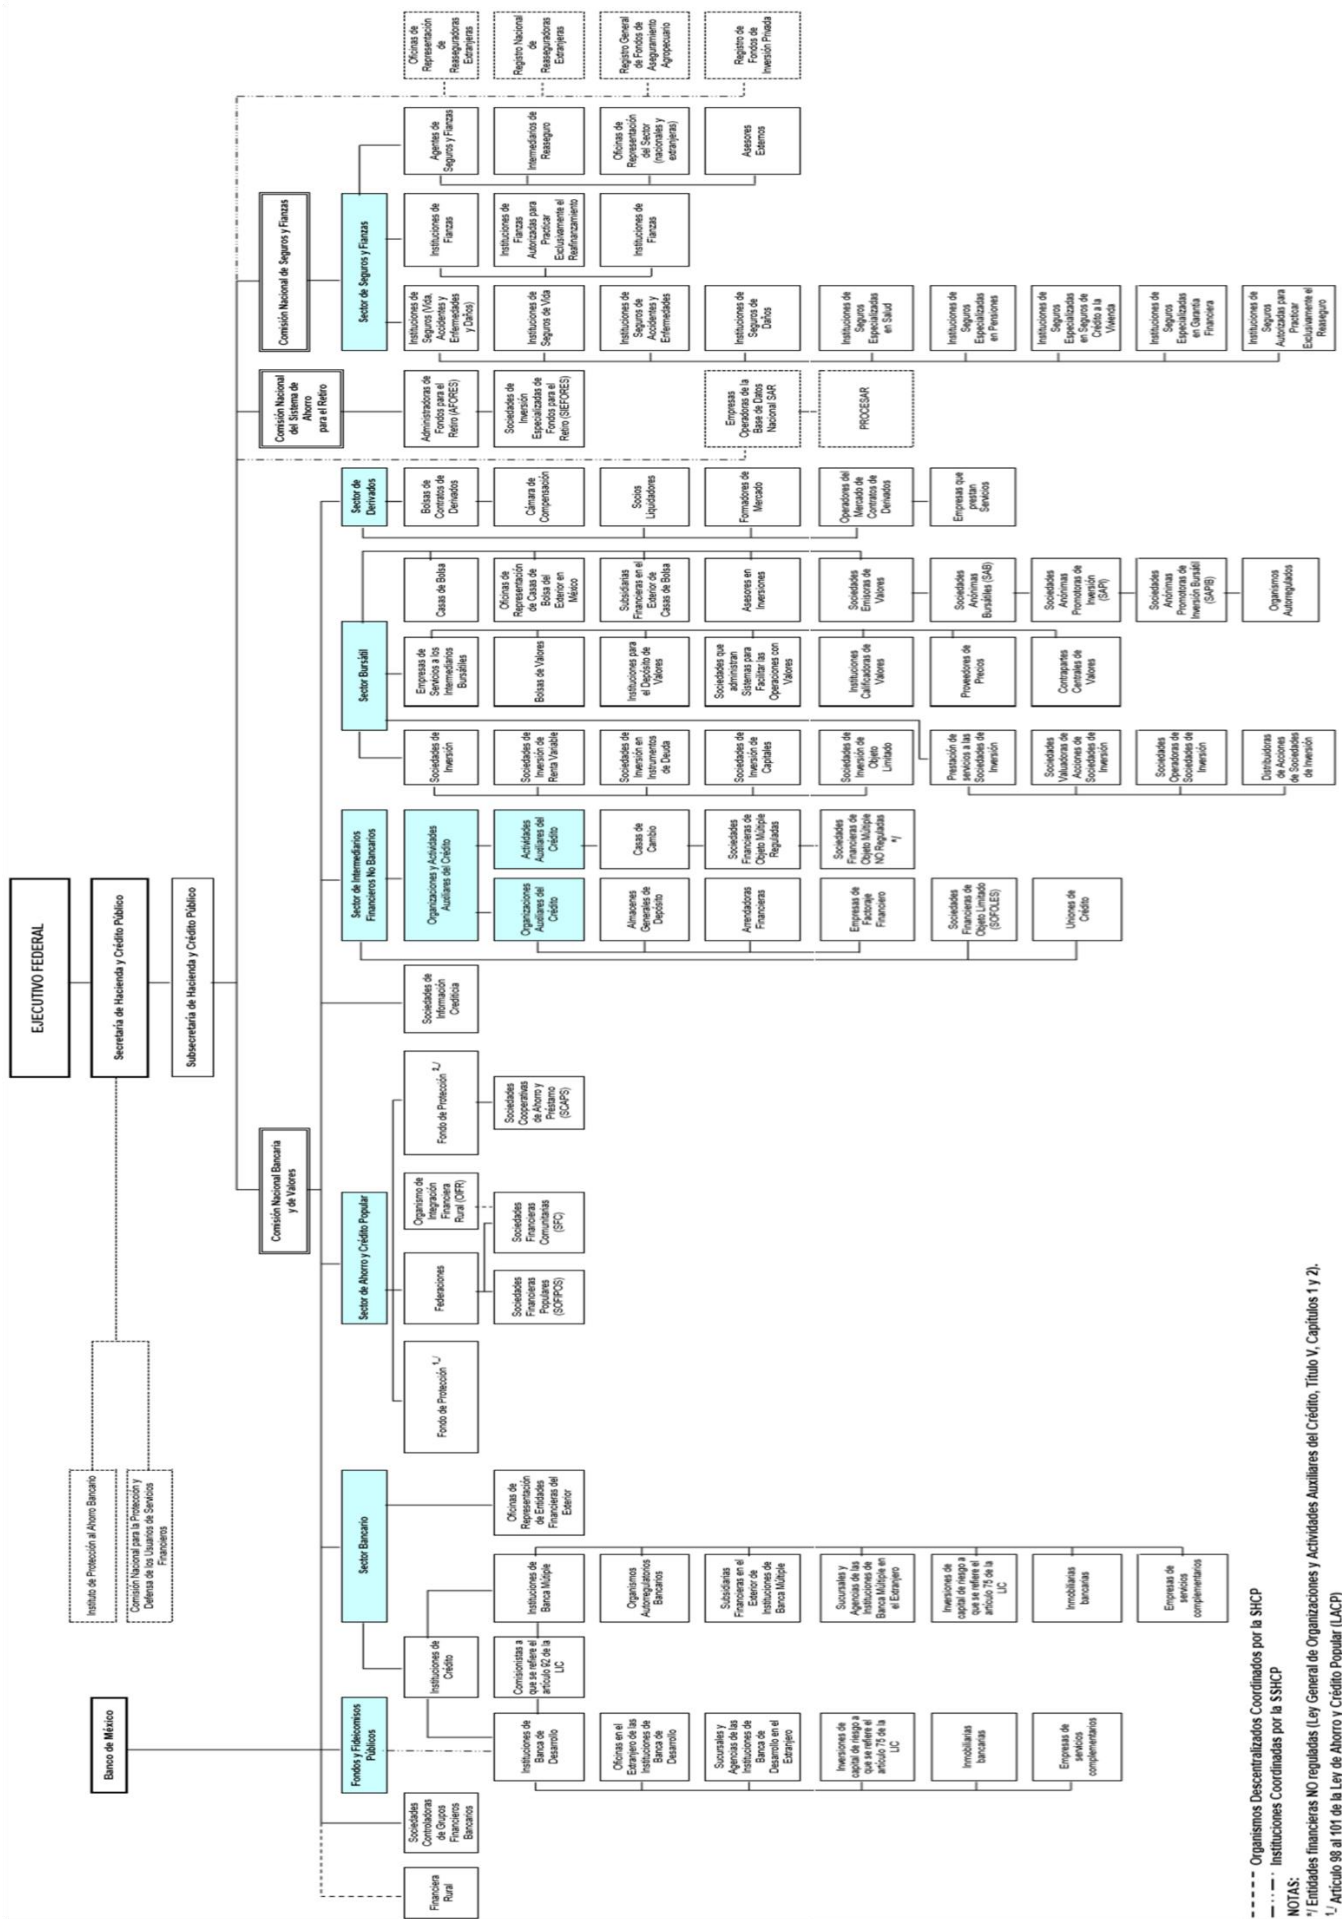 EJECUTIVO FEDERAL
Secretaría de Hacienda y Crédito Público
Subsecretaría de Hacienda y Crédito Público
Banco de México
Instituto de Protección al Ahorro Bancario
Comisión Nacional para la Protección y
Defensa de los Usuarios de Servicios
Financieros
Comisión Nacional Bancaria
y de Valores
Comisión Nacional
del Sistema de
Ahorro
para el Retiro
Comisión Nacional de Seguros y Fianzas
Financiera
Rural
Sociedades
Controladoras
de Grupos
Financieros
Bancarios
Fondos y Fideicomisos
Públicos
Instituciones de
Banca de
Desarrollo
Oficinas en el
Extranjero de las
Instituciones de
Banca de
Desarrollo
Sucursales y
Agencias de las
Instituciones de
Banca de
Desarrollo en el
Extranjero
Inversiones de
capital de riesgo a
que se refiere el
artículo 75 de la
LIC
Inmobiliarias
bancarias
Empresas de
servicios
complementarios
Sector Bancario
Instituciones de
Crédito
Comisionistas a
que se refiere el
artículo 92 de la
LIC
Instituciones de
Banca Múltiple
Organismos
Autorregulatorios
Bancarios
Subsidiarias
Financieras en el
Exterior de
Instituciones de
Banca Múltiple
Sucursales y
Agencias de las
Instituciones de
Banca Múltiple en
el Extranjero
Inversiones de
capital de riesgo a
que se refiere el
artículo 75 de la
LIC
Inmobiliarias
bancarias
Empresas de
servicios
complementarios
Oficinas de
Representación
de Entidades
Financieras del
Exterior
Sector de Ahorro y Crédito Popular
Fondo de Protección 1_/
Federaciones
Organismo de
Integración
Financiera
Rural (OIFR)
Fondo de Protección 2_/
Sociedades
Financieras
Populares
(SOFIPOS)
Sociedades
Financieras
Comunitarias
(SFC)
Sociedades
Cooperativas
de Ahorro y
Préstamo
(SCAPS)
Sociedades de
Información
Crediticia
Sector de Intermediarios
Financieros No Bancarios
Organizaciones y Actividades
Auxiliares del Crédito
Organizaciones
Auxiliares del
Crédito
Actividades
Auxiliares del
Crédito
Almacenes
Generales de
Depósito
Casas de
Cambio
Arrendadoras
Financieras
Sociedades
Financieras de
Objeto Múltiple
Reguladas
Empresas de
Factoraje
Financiero
Sociedades
Financieras de
Objeto Múltiple
NO Reguladas
*/
Sociedades
Financieras de
Objeto Limitado
(SOFOLES)
Uniones de
Crédito
Sector Bursátil
Sociedades de
Inversión
Sociedades de
Inversión de
Renta Variable
Sociedades de
Inversión en
Instrumentos
de Deuda
Sociedades de
Inversión de
Capitales
Sociedades de
Inversión de
Objeto
Limitado
Prestación de
servicios a las
Sociedades de
Inversión
Sociedades
Valuadoras de
Acciones de
Sociedades de
Inversión
Sociedades
Operadoras de
Sociedades de
Inversión
Distribuidoras
de Acciones
de Sociedades
de Inversión
Empresas de
Servicios a los
Intermediarios
Bursátiles
Bolsas de Valores
Instituciones para
el Depósito de
Valores
Sociedades que
administran
Sistemas para
Facilitar las
Operaciones con
Valores
Instituciones
Calificadoras de
Valores
Proveedores de
Precios
Contrapartes
Centrales de
Valores
Casas de Bolsa
Oficinas de
Representación
de Casas de
Bolsa del
Exterior en
México
Subsidiarias
Financieras en el
Exterior de
Casas de Bolsa
Asesores en
Inversiones
Sociedades
Emisoras de
Valores
Sociedades
Anónimas
Bursátiles (SAB)
Sociedades
Anónimas
Promotoras de
Inversión
(SAPI)
Sociedades
Anónimas
Promotoras de
Inversión Bursátil
(SAPIB)
Organismos
Autorregulados
Sector de
Derivados
Bolsas de
Contratos de
Derivados
Cámara de
Compensación
Socios
Liquidadores
Formadores de
Mercado
Operadores del
Mercado de
Contratos de
Derivados
Empresas que
prestan
Servicios
Administradoras de
Fondos para el
Retiro (AFORES)
Sociedades de
Inversión
Especializadas de
Fondos para el
Retiro (SIEFORES)
Empresas
Operadoras de la
Base de Datos
Nacional SAR
PROCESAR
Sector de Seguros y Fianzas
Instituciones de
Seguros (Vida,
Accidentes y
Enfermedades
y Daños)
Instituciones de
Seguros de Vida
Instituciones de
Seguros de
Accidentes y
Enfermedades
Instituciones de
Seguros de
Daños
Instituciones de
Seguros
Especializadas
en Salud
Instituciones de
Seguros
Especializadas
en Pensiones
Instituciones de
Seguros
Especializadas
en Seguros de
Crédito a la
Vivienda
Instituciones de
Seguros
Especializadas
en Garantía
Financiera
Instituciones de
Seguros
Autorizadas para
Practicar
Exclusivamente el
Reaseguro
Instituciones de
Fianzas
Instituciones de
Fianzas
Autorizadas para
Practicar
Exclusivamente el
Reafinanzamiento
Instituciones de
Fianzas
Agentes de
Seguros y Fianzas
Intermediarios de
Reaseguro
Oficinas de
Representación
del Sector
(nacionales y
extranjeras)
Asesores
Externos
Oficinas de
Representación
de
Reaseguradoras
Extranjeras
Registro Nacional
de
Reaseguradoras
Extranjeras
Registro General
de Fondos de
Aseguramiento
Agropecuario
Registro de
Fondos de
Inversión Privada
Organismos Descentralizados Coordinados por la SHCP
Instituciones Coordinadas por la SSHCP
NOTAS:
*/ Entidades financieras NO reguladas (Ley General de Organizaciones y Actividades Auxiliares del Crédito, Título V, Capítulos 1 y 2).
1_/ Artículo 98 al 101 de la Ley de Ahorro y Crédito Popular (LACP)